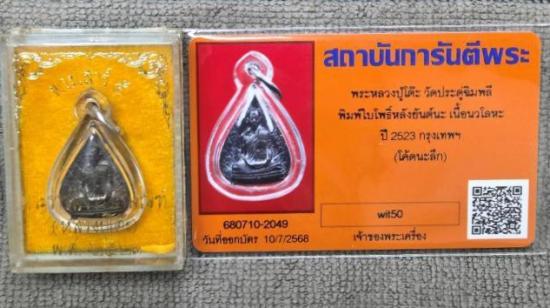 สถาบันการันตีพระ
พระหลวงปู่โต๊ะ วัดประดู่ฉิมพลี
พิมพ์ใบโพธิ์หลังยันต์นะ เนื้อนวโลหะ
ปี 2523 กรุงเทพฯ
(โค้ดนะลึก)
wit50
680710-2049
วันที่ออกบัตร 10/7/2568
เจ้าของพระเครื่อง